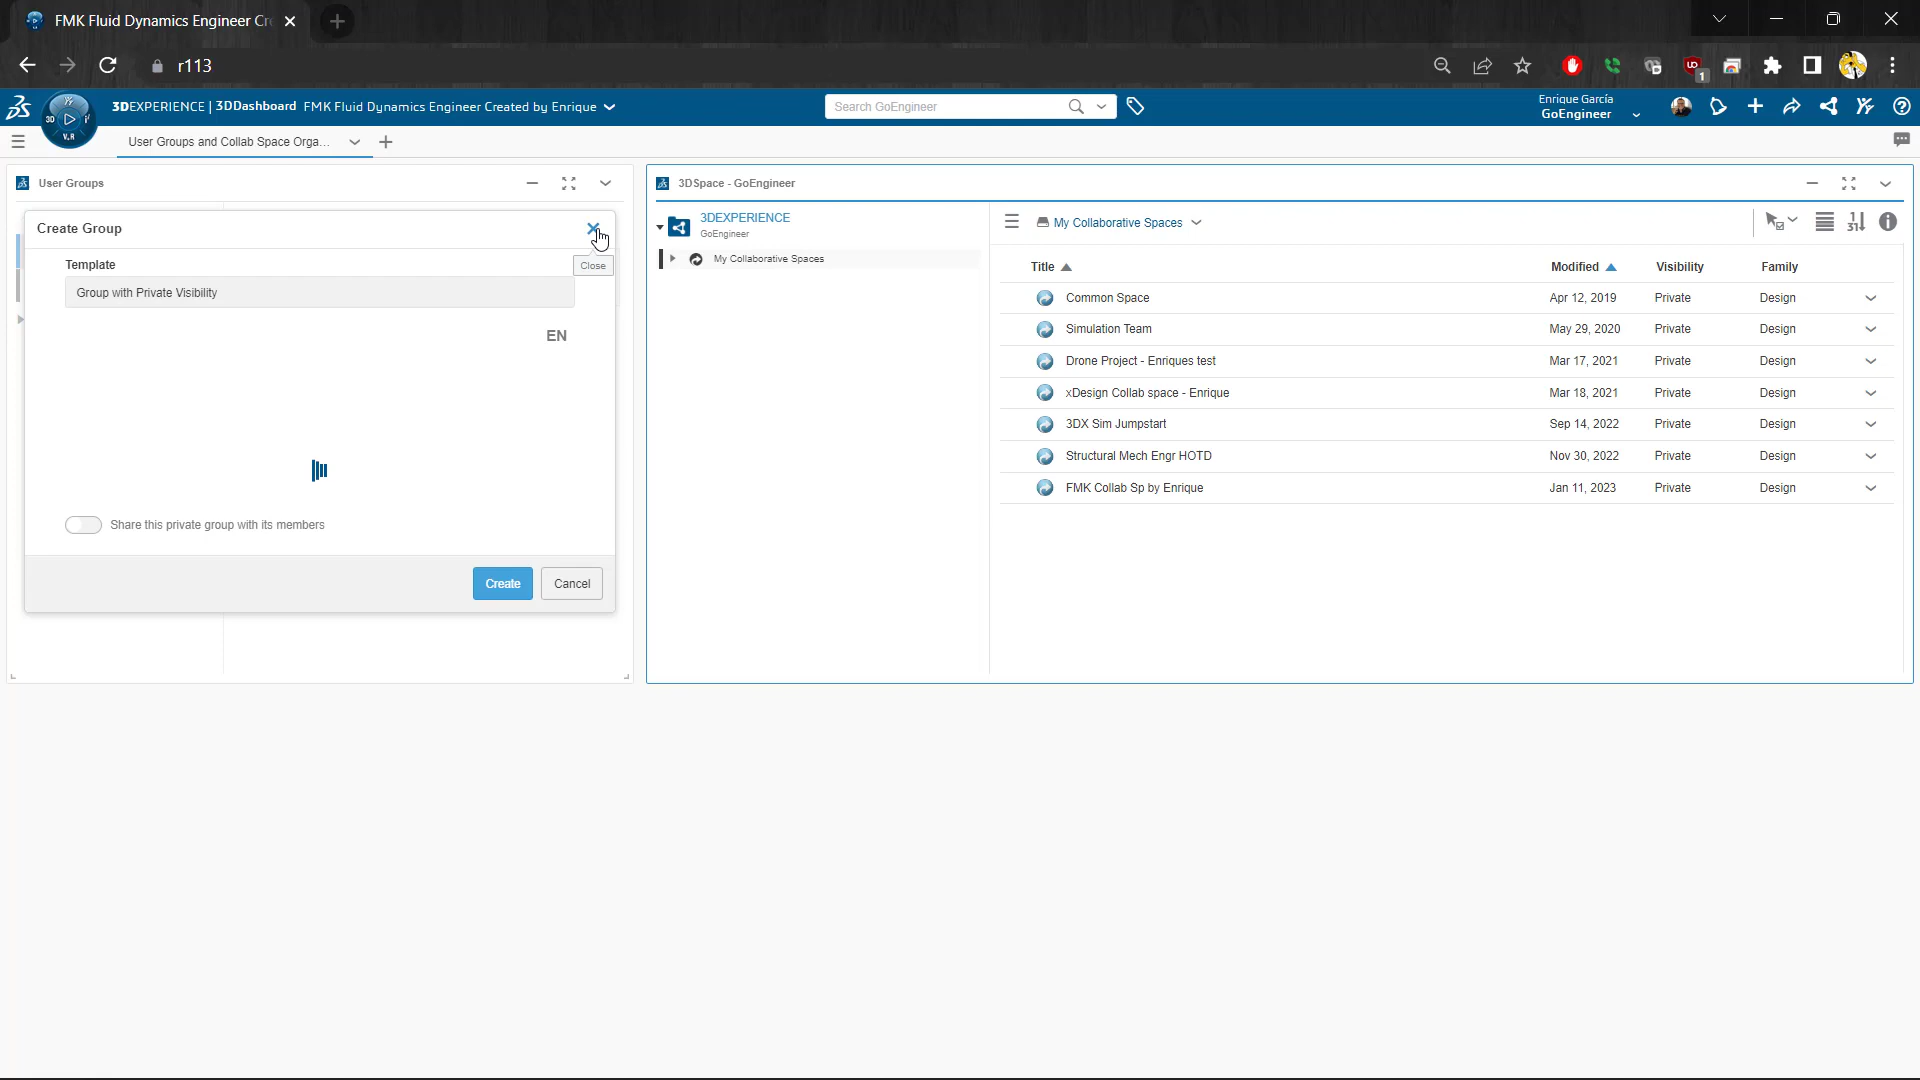 FMK Fluid Dynamics Engineer Cre
r113
UD
1
3DEXPERIENCE | 3DDashboard FMK Fluid Dynamics Engineer Created by Enrique
Search GoEngineer
Enrique García
GoEngineer
3D
V.R
User Groups and Collab Space Orga...
User Groups
Create Group
Close
Template
Group with Private Visibility
EN
Share this private group with its members
Create
Cancel
3DSpace - GoEngineer
3DEXPERIENCE
GoEngineer
My Collaborative Spaces
My Collaborative Spaces
Title Modified Visibility Family
Common Space Apr 12, 2019 Private Design
Simulation Team May 29, 2020 Private Design
Drone Project - Enriques test Mar 17, 2021 Private Design
xDesign Collab space - Enrique Mar 18, 2021 Private Design
3DX Sim Jumpstart Sep 14, 2022 Private Design
Structural Mech Engr HOTD Nov 30, 2022 Private Design
FMK Collab Sp by Enrique Jan 11, 2023 Private Design